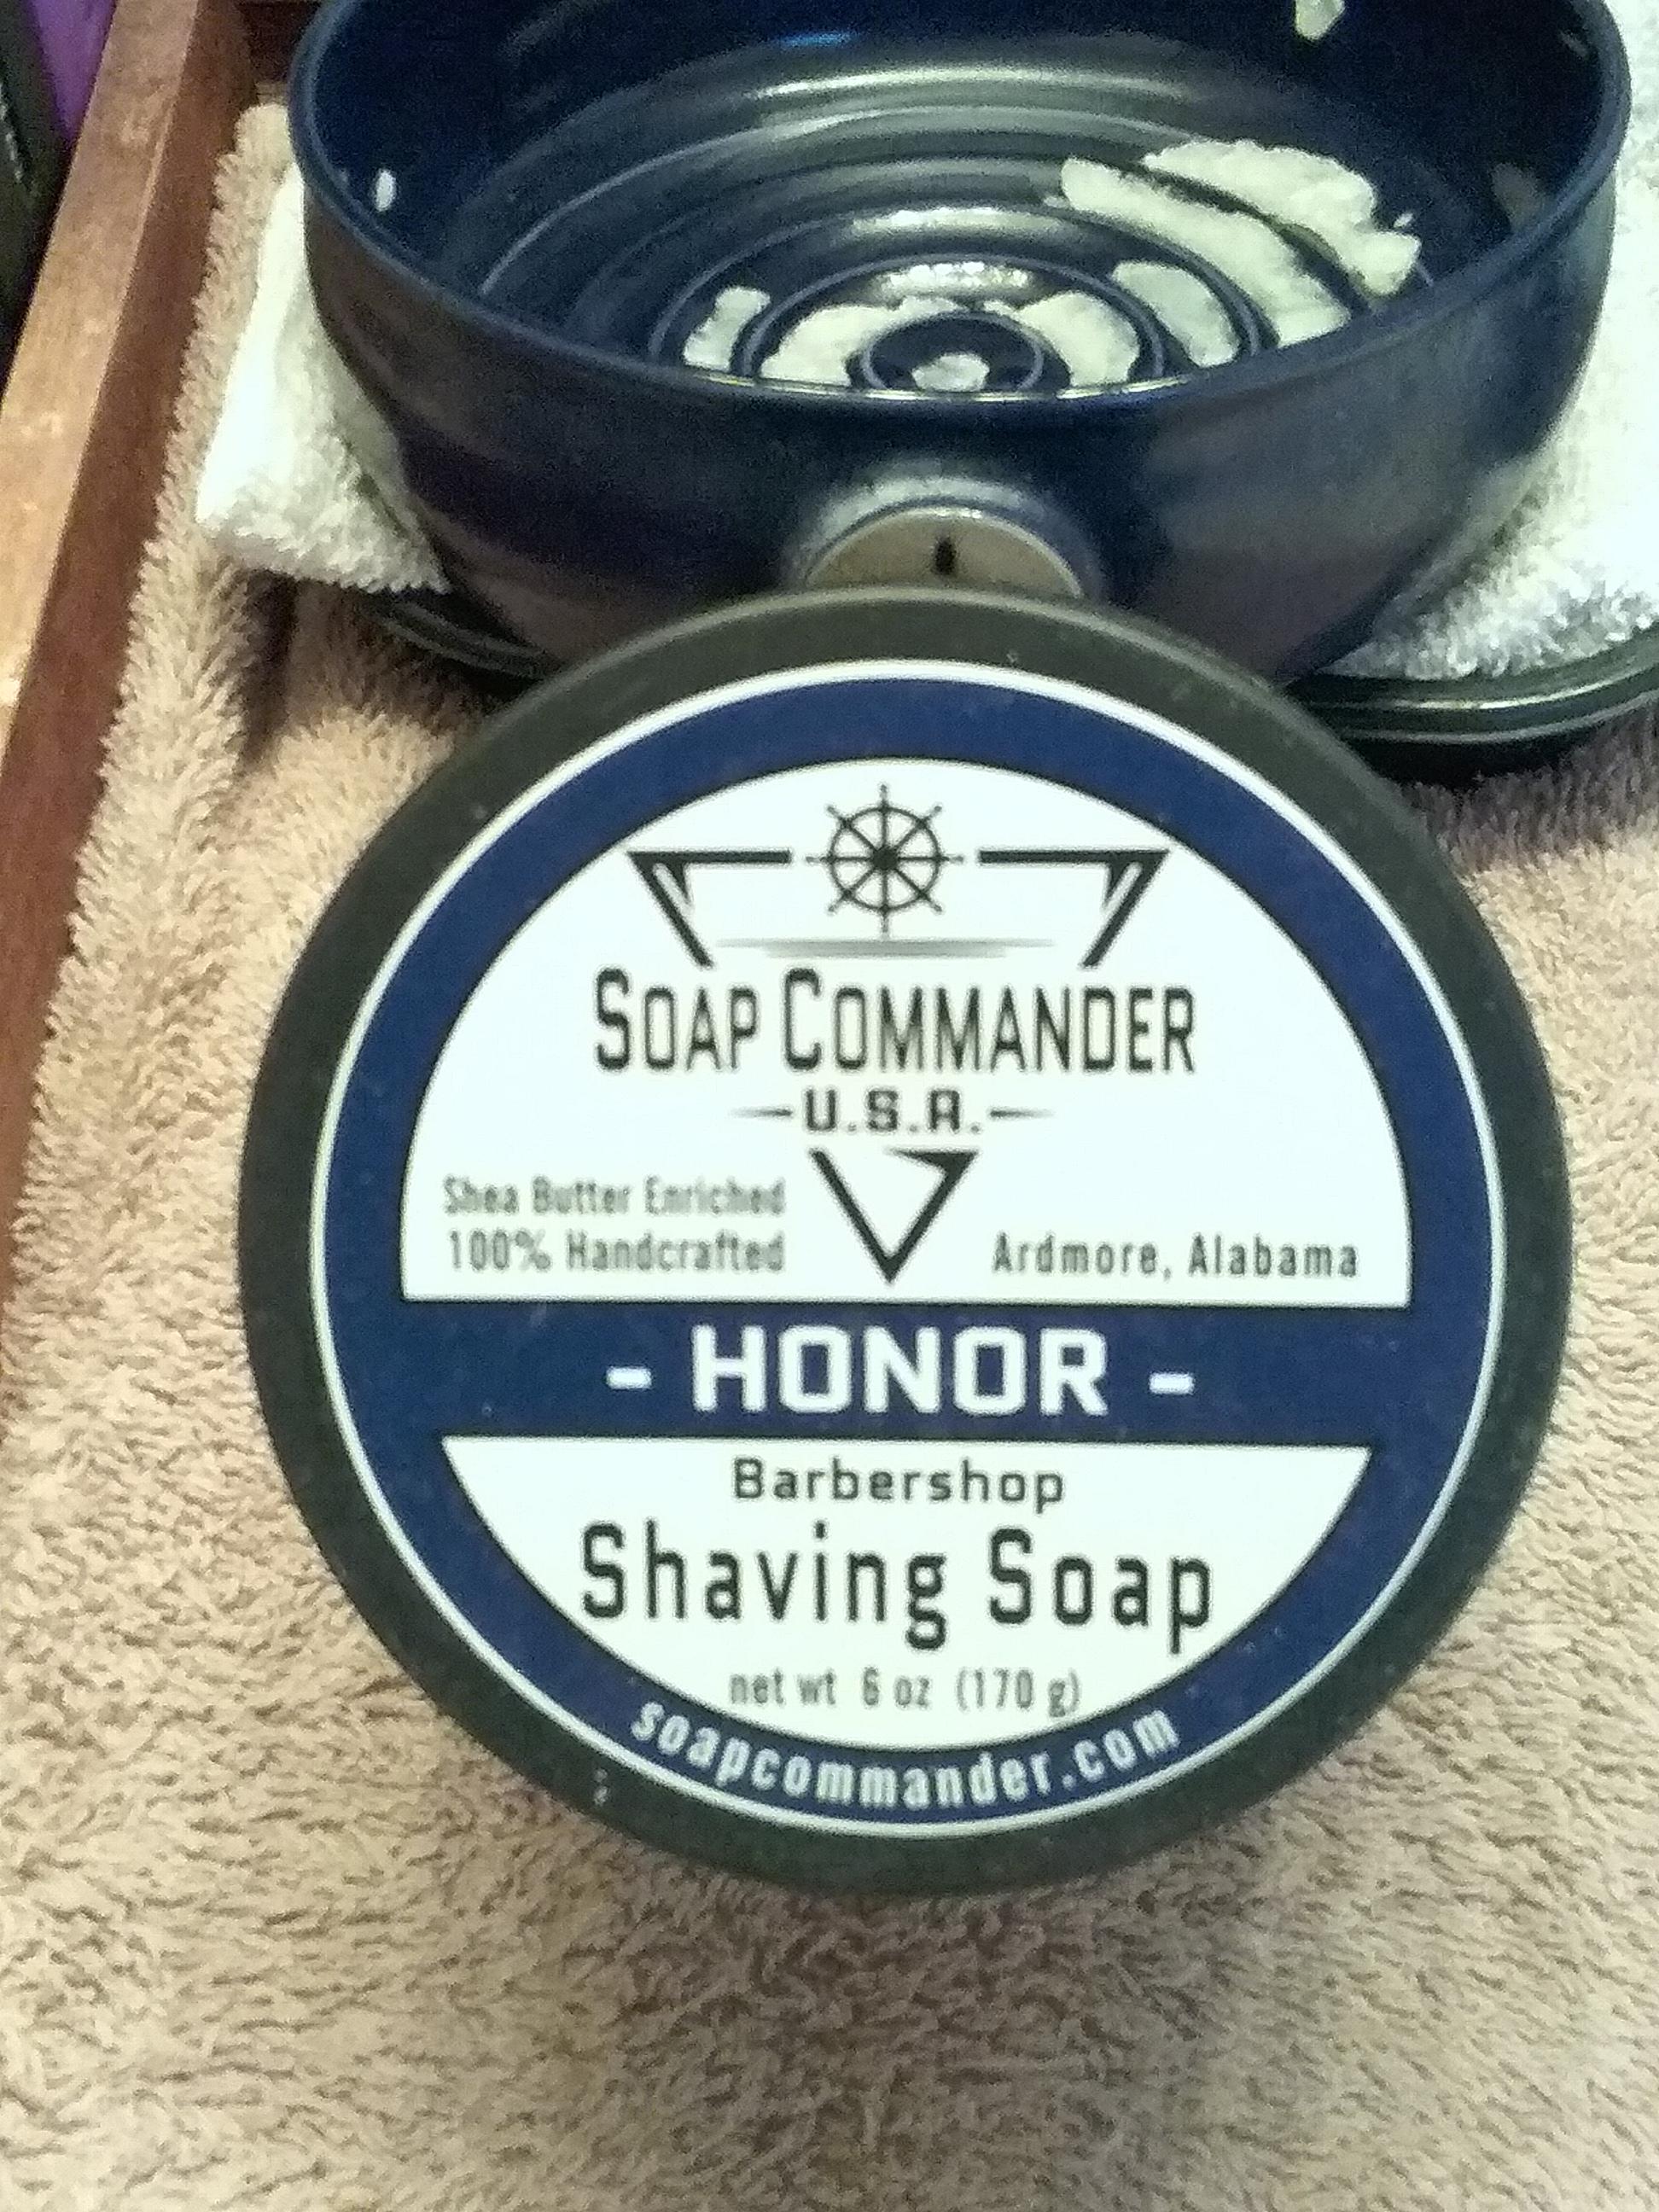 SOAP COMMANDER
U.S.A.
Shea Butter Enriched
100% Handcrafted
Ardmore, Alabama
- HONOR -
Barbershop
Shaving Soap
net wt 6 oz (170 g)
soapcommander.com